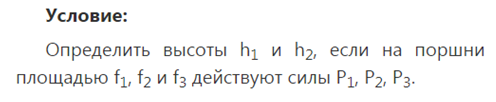 Условие:
Определить высоты h₁ и h₂, если на поршни
площадью f₁, f₂ и f₃ действуют силы P₁, P₂, P₃.